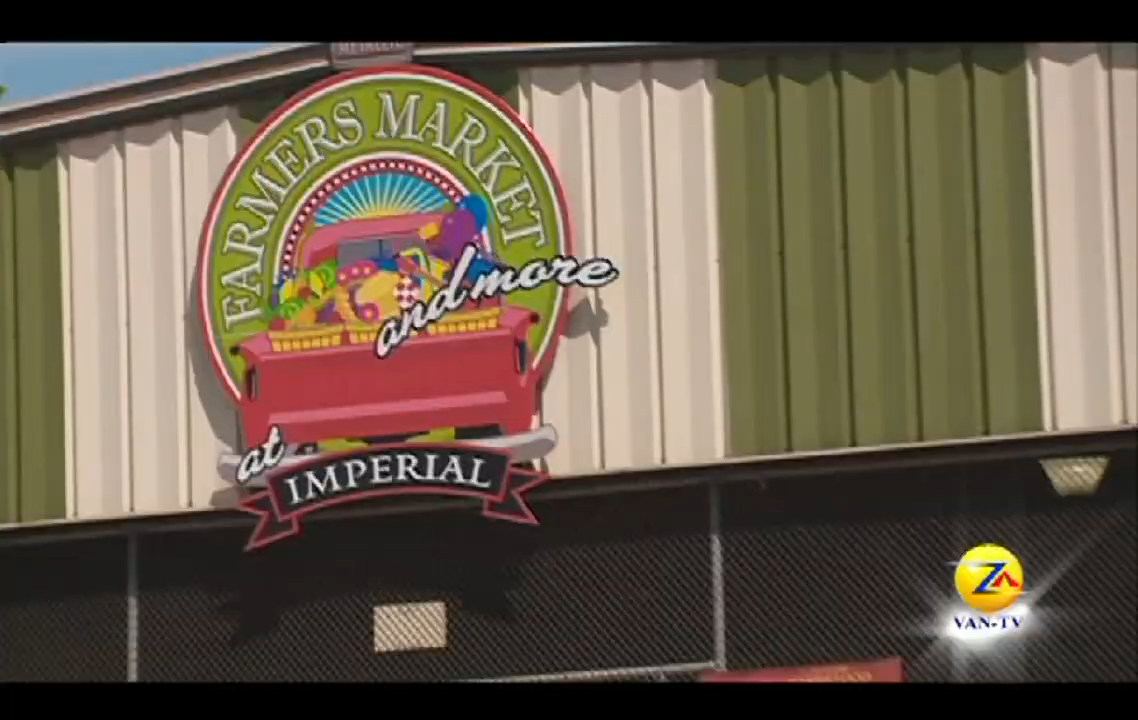 FARMERS MARKET
and more
at
IMPERIAL
VAN-TV